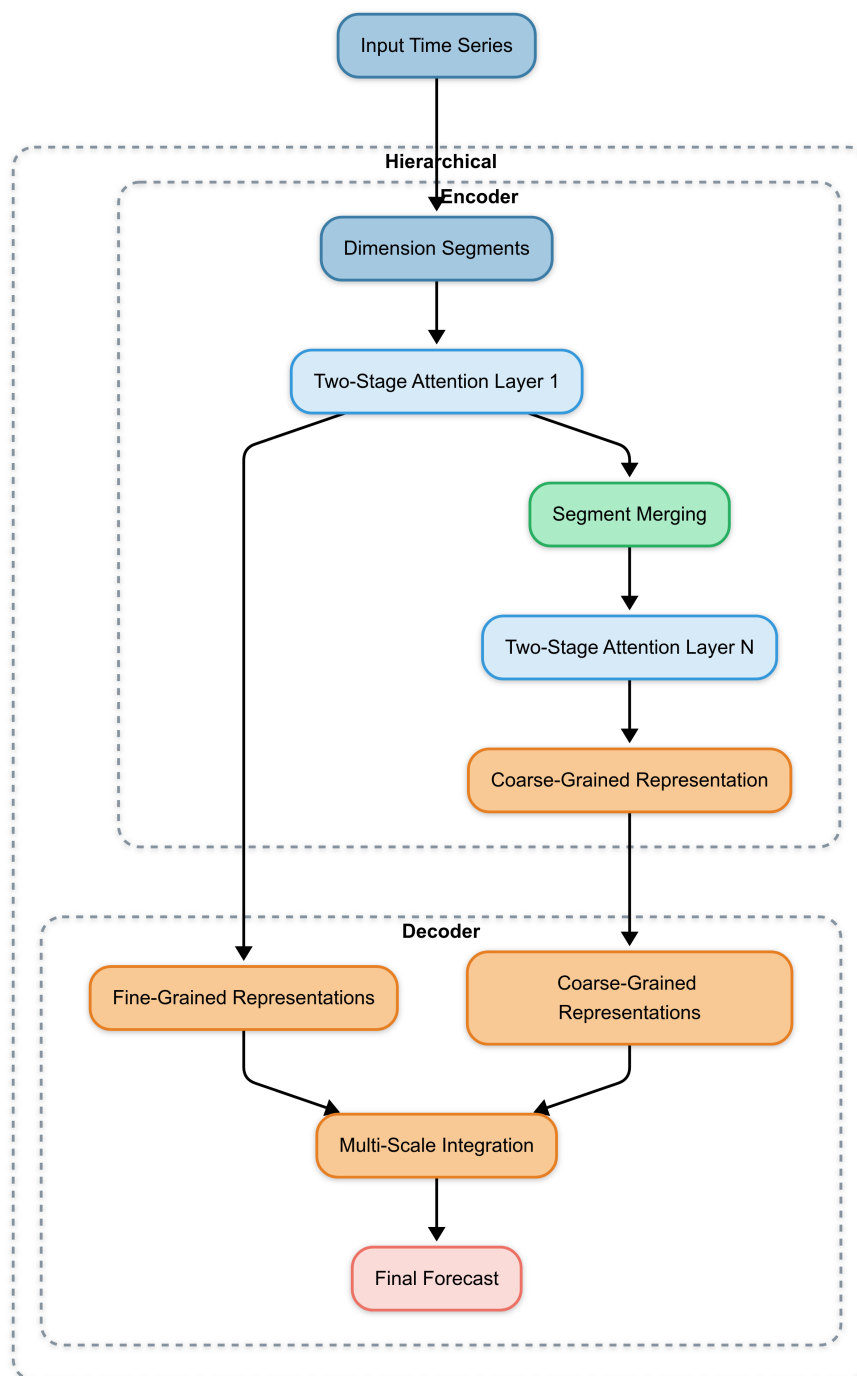 Input Time Series
Hierarchical
Encoder
Dimension Segments
Two-Stage Attention Layer 1
Segment Merging
Two-Stage Attention Layer N
Coarse-Grained Representation
Decoder
Fine-Grained Representations
Coarse-Grained
Representations
Multi-Scale Integration
Final Forecast